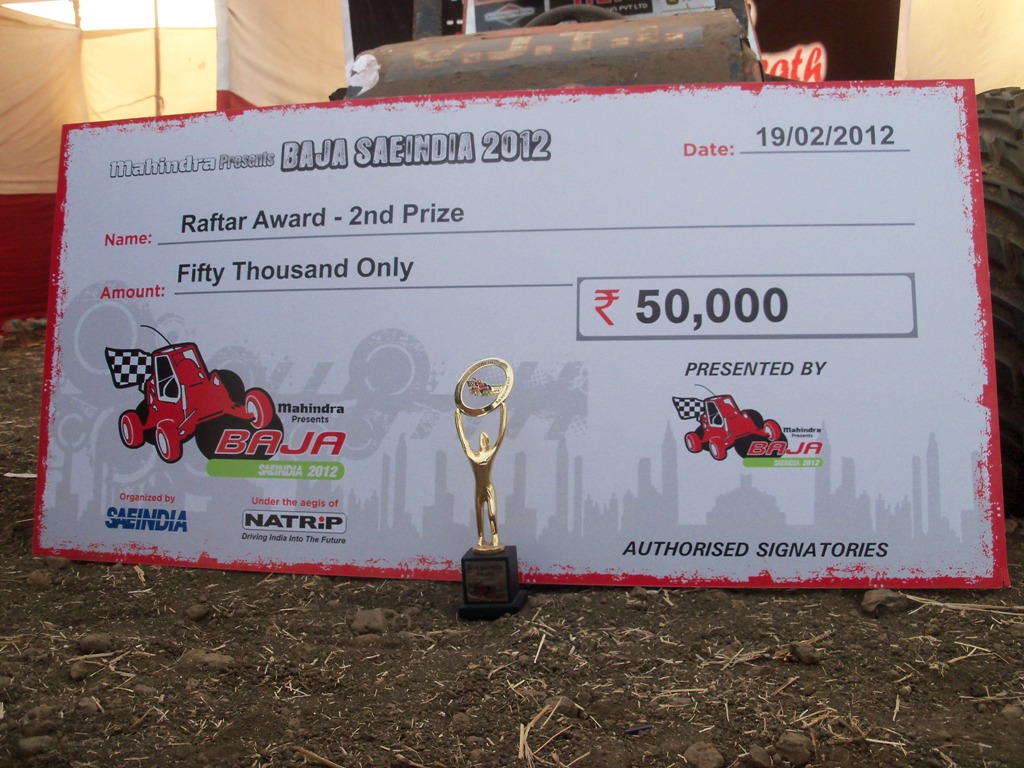 PVT LTD
V.J.T.I.
Mahindra Presents BAJA SAEINDIA 2012
Date: 19/02/2012
Name: Raftar Award - 2nd Prize
Amount: Fifty Thousand Only
₹ 50,000
PRESENTED BY
Mahindra
Presents
BAJA
SAEINDIA 2012
Mahindra
Presents
BAJA
SAEINDIA 2012
Organized by
SAEINDIA
Under the aegis of
NATRiP
Driving India Into The Future
AUTHORISED SIGNATORIES